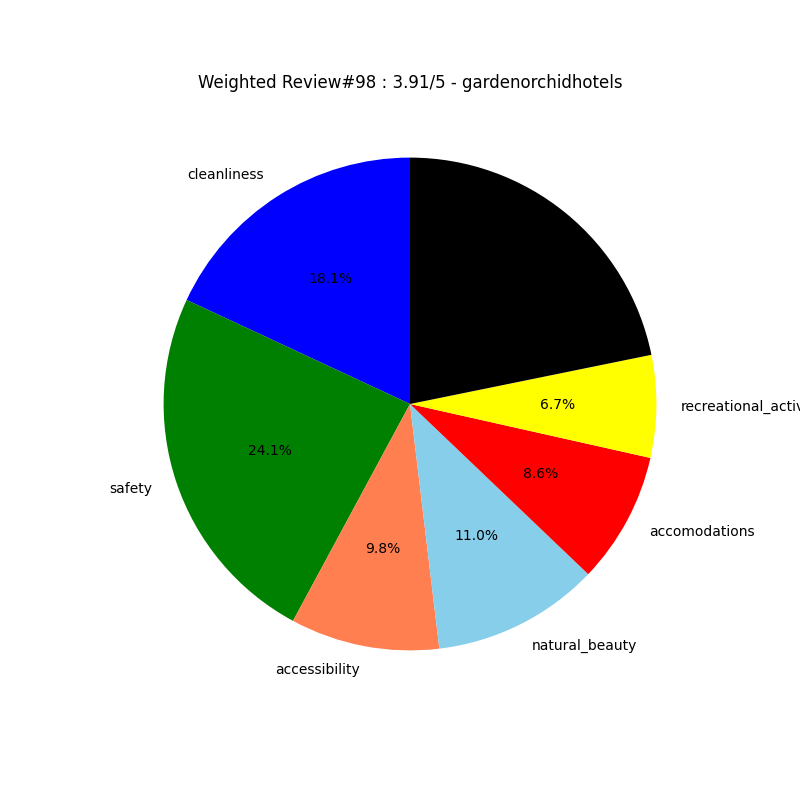 Weighted Review#98 : 3.91/5 - gardenorchidhotels
cleanliness
18.1%
safety
24.1%
accessibility
9.8%
natural_beauty
11.0%
accomodations
8.6%
recreational_activ
6.7%